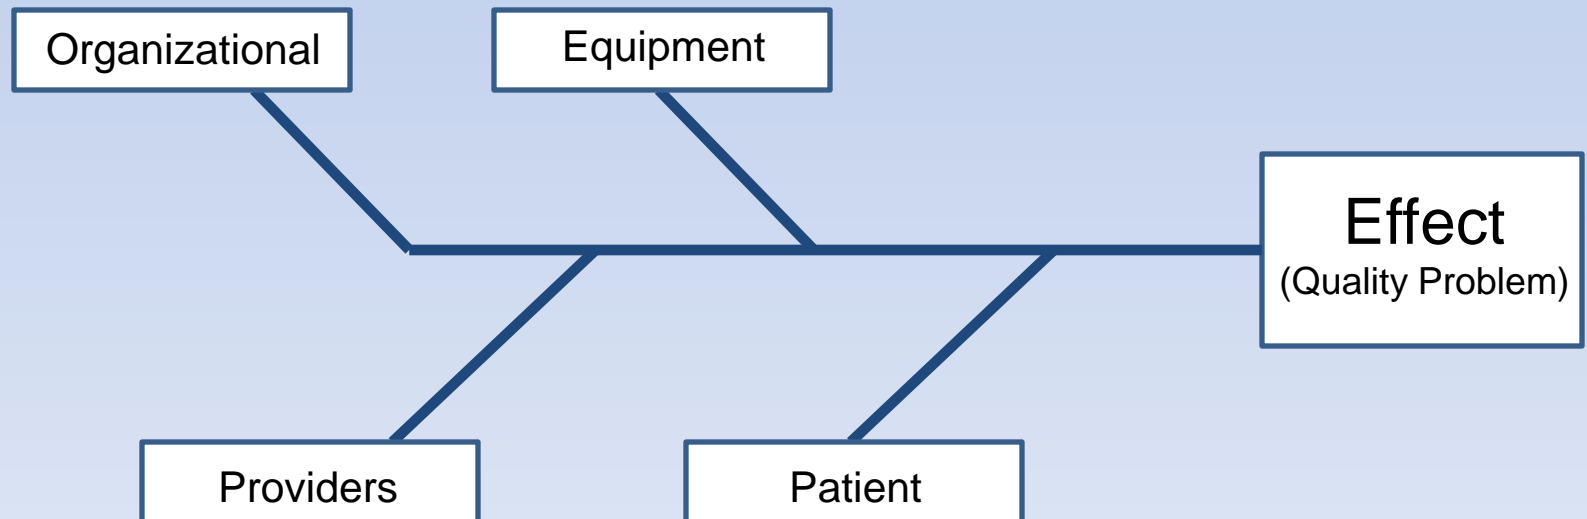 Organizational
Equipment
Effect
(Quality Problem)
Providers
Patient